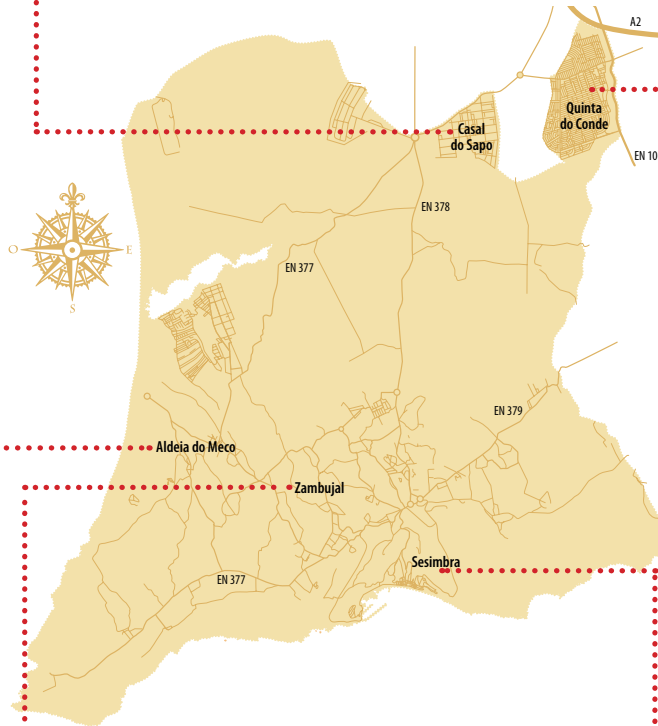 A2
Quinta
do Conde
Casal
do Sapo
EN 10
EN 378
O
E
S
EN 377
EN 379
Aldeia do Meco
Zambujal
Sesimbra
EN 377